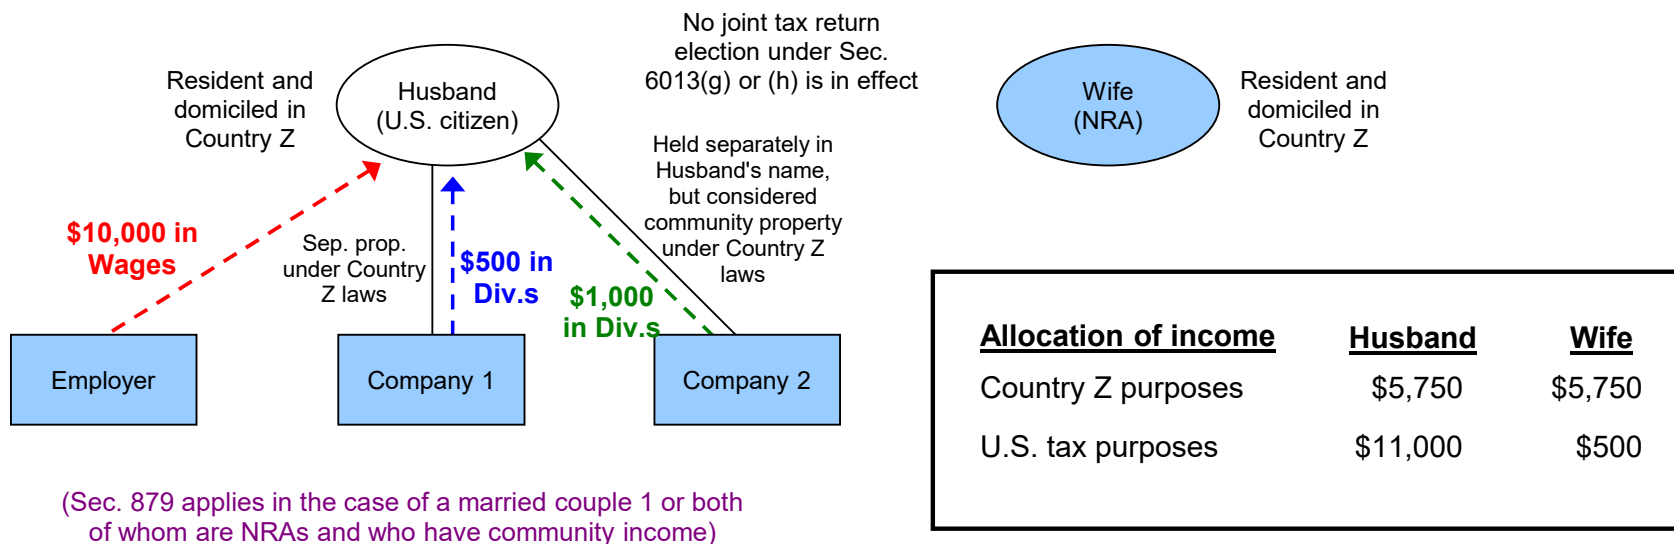 No joint tax return
election under Sec.
6013(g) or (h) is in effect
Resident and
domiciled in
Country Z
Husband
(U.S. citizen)
Wife
(NRA)
Resident and
domiciled in
Country Z
Held separately in
Husband's name,
but considered
community property
under Country Z
laws
$10,000 in
Wages
Sep. prop.
under Country
Z laws
$500 in
Div.s
$1,000
in Div.s
Employer
Company 1
Company 2
Allocation of income Husband Wife
Country Z purposes $5,750 $5,750
U.S. tax purposes $11,000 $500
(Sec. 879 applies in the case of a married couple 1 or both
of whom are NRAs and who have community income)